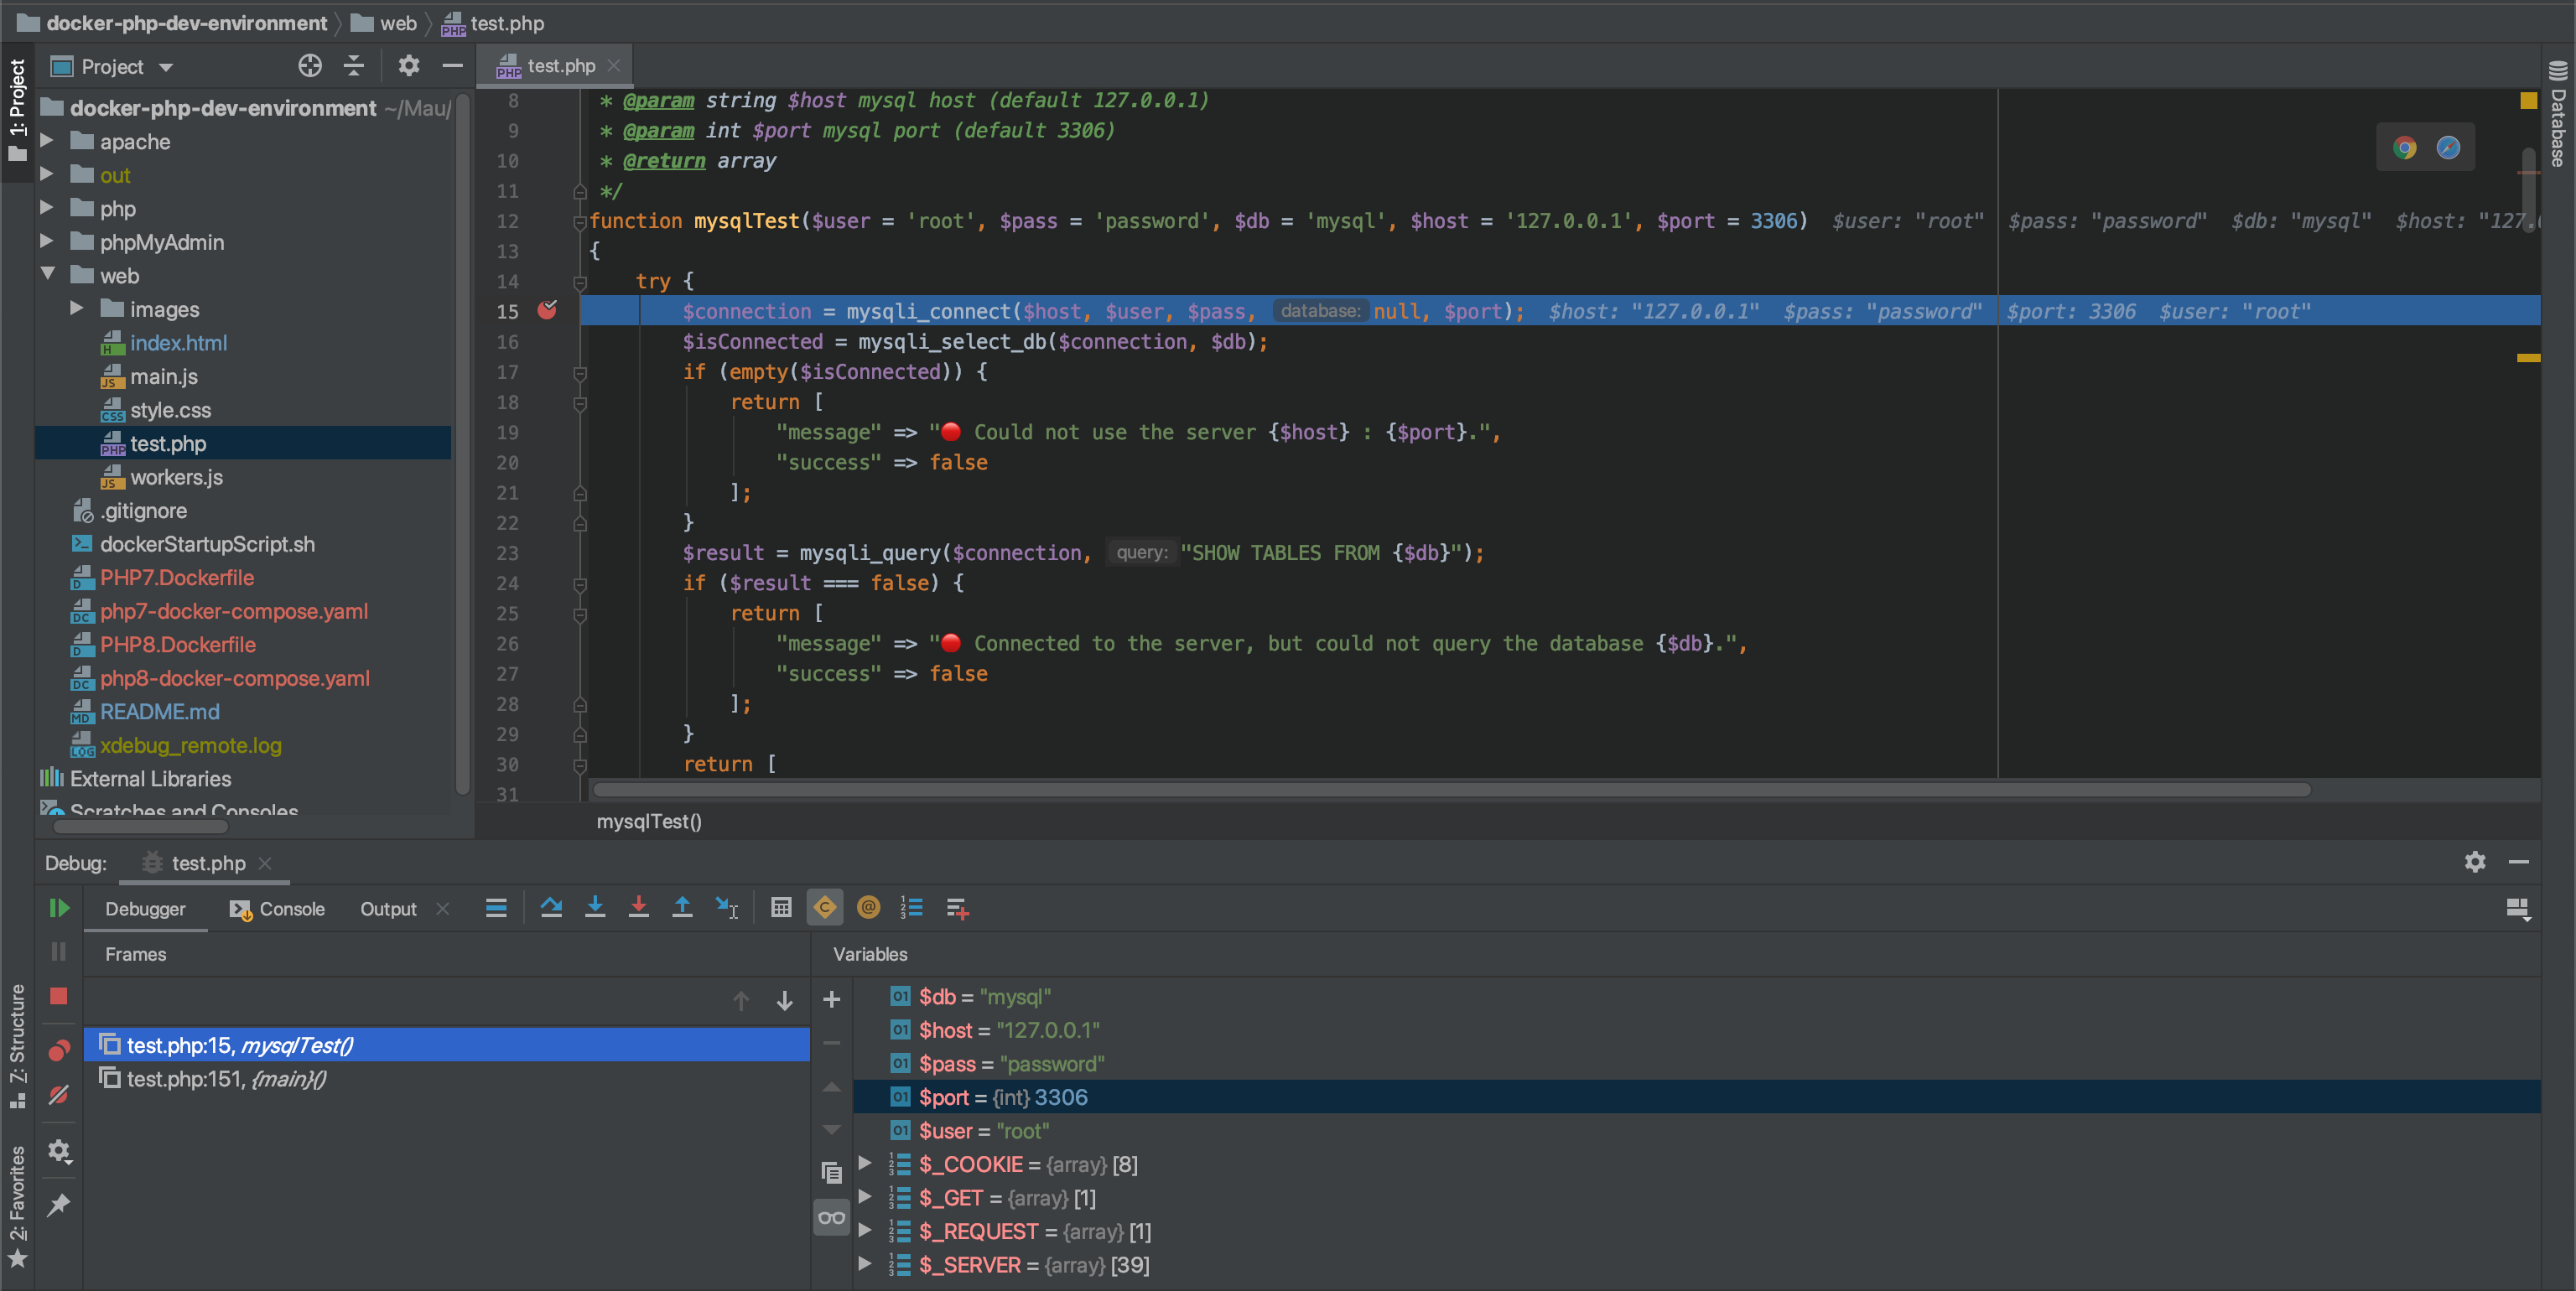 docker-php-dev-environment web test.php
1: Project
Project
docker-php-dev-environment ~/Mau/
apache
out
php
phpMyAdmin
web
images
index.html
main.js
style.css
test.php
workers.js
.gitignore
dockerStartupScript.sh
PHP7.Dockerfile
php7-docker-compose.yaml
PHP8.Dockerfile
php8-docker-compose.yaml
README.md
xdebug_remote.log
External Libraries
Scratches and Consoles
test.php
8 * @param string $host mysql host (default 127.0.0.1)
9 * @param int $port mysql port (default 3306)
10 * @return array
11 */
12 function mysqlTest($user = 'root', $pass = 'password', $db = 'mysql', $host = '127.0.0.1', $port = 3306) $user: "root" $pass: "password" $db: "mysql" $host: "127.
13 {
14 try {
15 $connection = mysqli_connect($host, $user, $pass, database: null, $port); $host: "127.0.0.1" $pass: "password" $port: 3306 $user: "root"
16 $isConnected = mysqli_select_db($connection, $db);
17 if (empty($isConnected)) {
18 return [
19 "message" => "🔴 Could not use the server {$host} : {$port}.",
20 "success" => false
21 ];
22 }
23 $result = mysqli_query($connection, query: "SHOW TABLES FROM {$db}");
24 if ($result === false) {
25 return [
26 "message" => "🔴 Connected to the server, but could not query the database {$db}.",
27 "success" => false
28 ];
29 }
30 return [
31
mysqlTest()
Database
Debug: test.php
Debugger Console Output
Frames
test.php:15, mysqlTest()
test.php:151, {main}()
Variables
$db = "mysql"
$host = "127.0.0.1"
$pass = "password"
$port = {int} 3306
$user = "root"
$_COOKIE = {array} [8]
$_GET = {array} [1]
$_REQUEST = {array} [1]
$_SERVER = {array} [39]
Z: Structure
2: Favorites